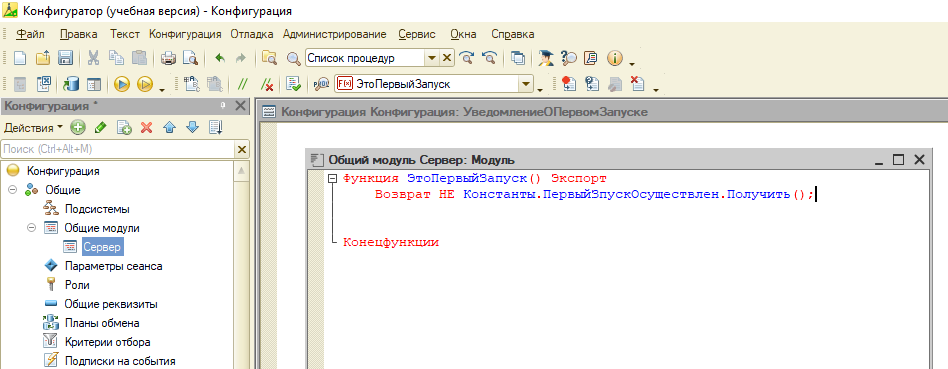 Конфигуратор (учебная версия) - Конфигурация
Файл Правка Текст Конфигурация Отладка Администрирование Сервис Окна Справка
Список процедур
F(x) ЭтоПервыйЗапуск
Конфигурация *
Действия
Поиск (Ctrl+Alt+M)
Конфигурация
Общие
Подсистемы
Общие модули
Сервер
Параметры сеанса
Роли
Общие реквизиты
Планы обмена
Критерии отбора
Подписки на события
Конфигурация Конфигурация: УведомлениеОПервомЗапуске
Общий модуль Сервер: Модуль
Функция ЭтоПервыйЗапуск() Экспорт
Возврат НЕ Константы.ПервыйЗпускОсуществлен.Получить();
Конецфункции